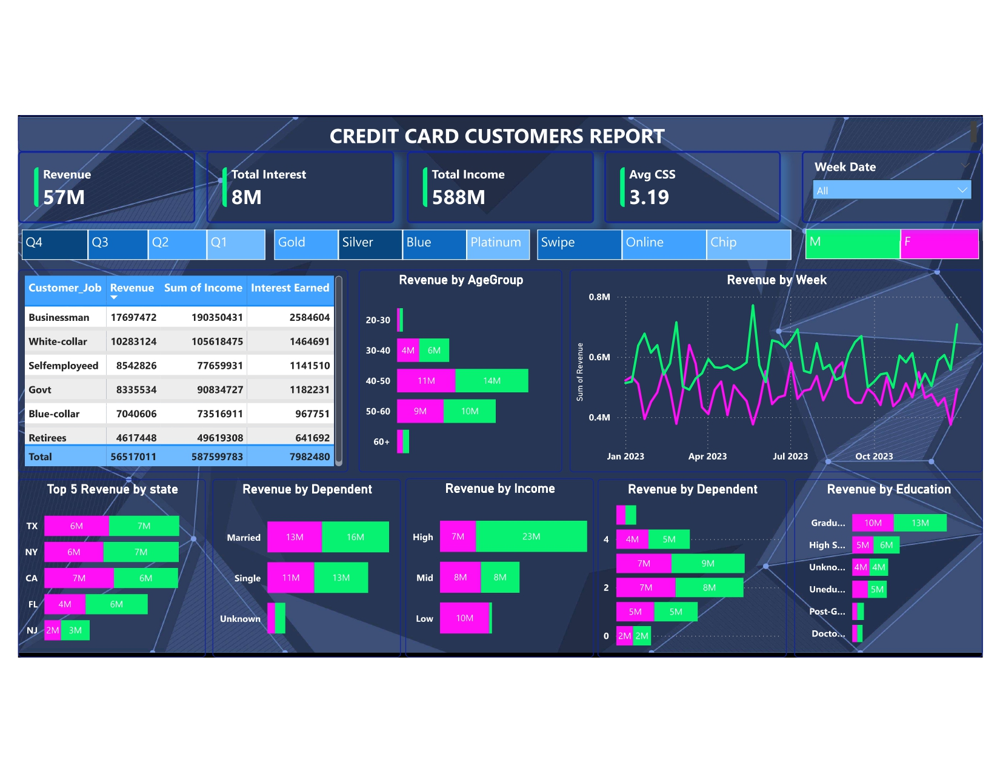 CREDIT CARD CUSTOMERS REPORT
Revenue
57M
Total Interest
8M
Total Income
588M
Avg CSS
3.19
Week Date
All
Q4 Q3 Q2 Q1
Gold Silver Blue Platinum
Swipe Online Chip
M F
Customer_Job Revenue Sum of Income Interest Earned
Businessman 17697472 190350431 2584604
White-collar 10283124 105618475 1464691
Selfemployeed 8542826 77659931 1141510
Govt 8335534 90834727 1182231
Blue-collar 7040606 73516911 967751
Retirees 4617448 49619308 641692
Total 56517011 587599783 7982480
Revenue by AgeGroup
20-30
30-40 4M 6M
40-50 11M 14M
50-60 9M 10M
60+
Revenue by Week
Sum of Revenue
0.8M
0.6M
0.4M
Jan 2023 Apr 2023 Jul 2023 Oct 2023
Top 5 Revenue by state
TX 6M 7M
NY 6M 7M
CA 7M 6M
FL 4M 6M
NJ 2M 3M
Revenue by Dependent
Married 13M 16M
Single 11M 13M
Unknown
Revenue by Income
High 7M 23M
Mid 8M 8M
Low 10M
Revenue by Dependent
4 4M 5M
7M 9M
2 7M 8M
5M 5M
0 2M 2M
Revenue by Education
Gradu... 10M 13M
High S... 5M 6M
Unkno... 4M 4M
Unedu... 5M
Post-G...
Docto...